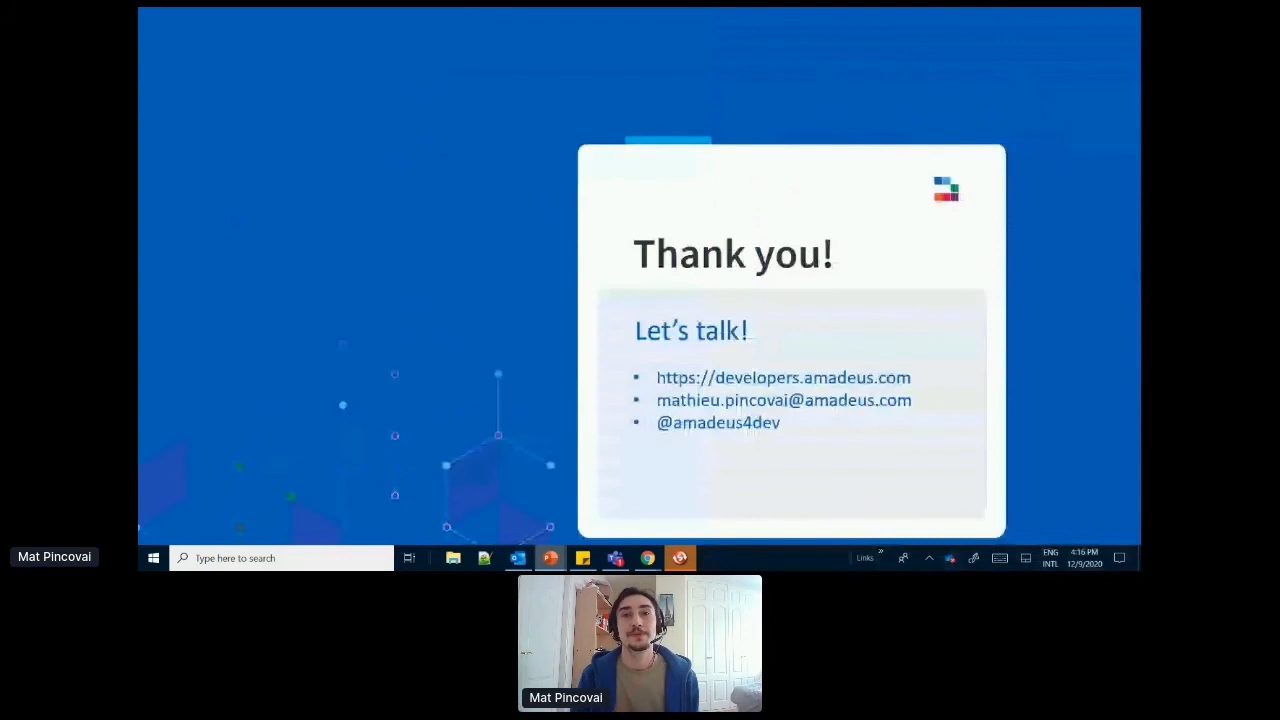 Thank you!
Let's talk!
• https://developers.amadeus.com
• mathieu.pincovai@amadeus.com
• @amadeus4dev
Mat Pincovai
Type here to search
Links
»
ENG
INTL
4:16 PM
12/9/2020
Mat Pincovai